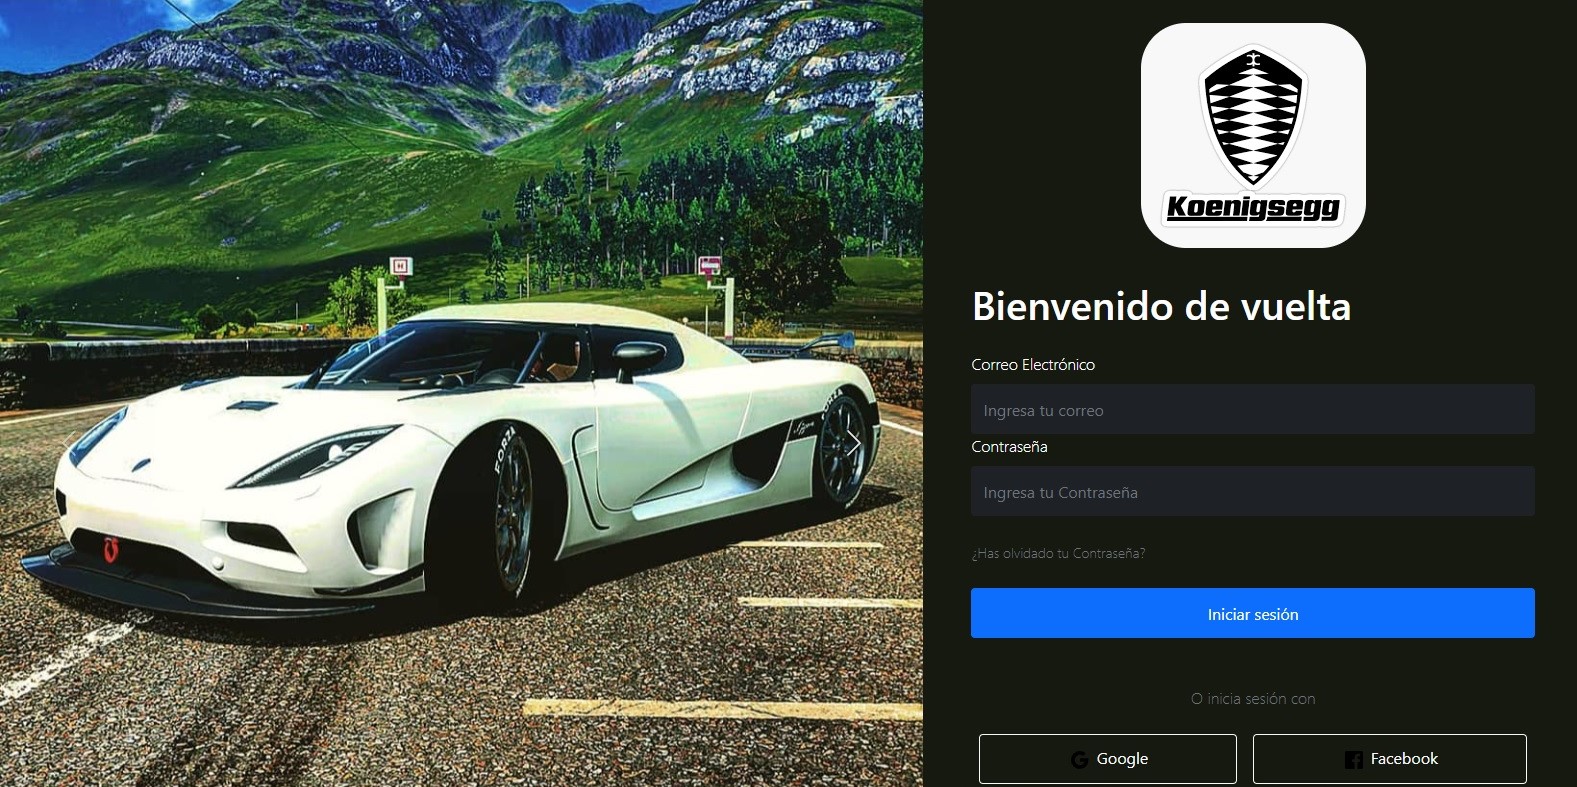 Koenigsegg
Bienvenido de vuelta
Correo Electrónico
Ingresa tu correo
Contraseña
Ingresa tu Contraseña
¿Has olvidado tu Contraseña?
Iniciar sesión
O inicia sesión con
Google
Facebook
FORZA